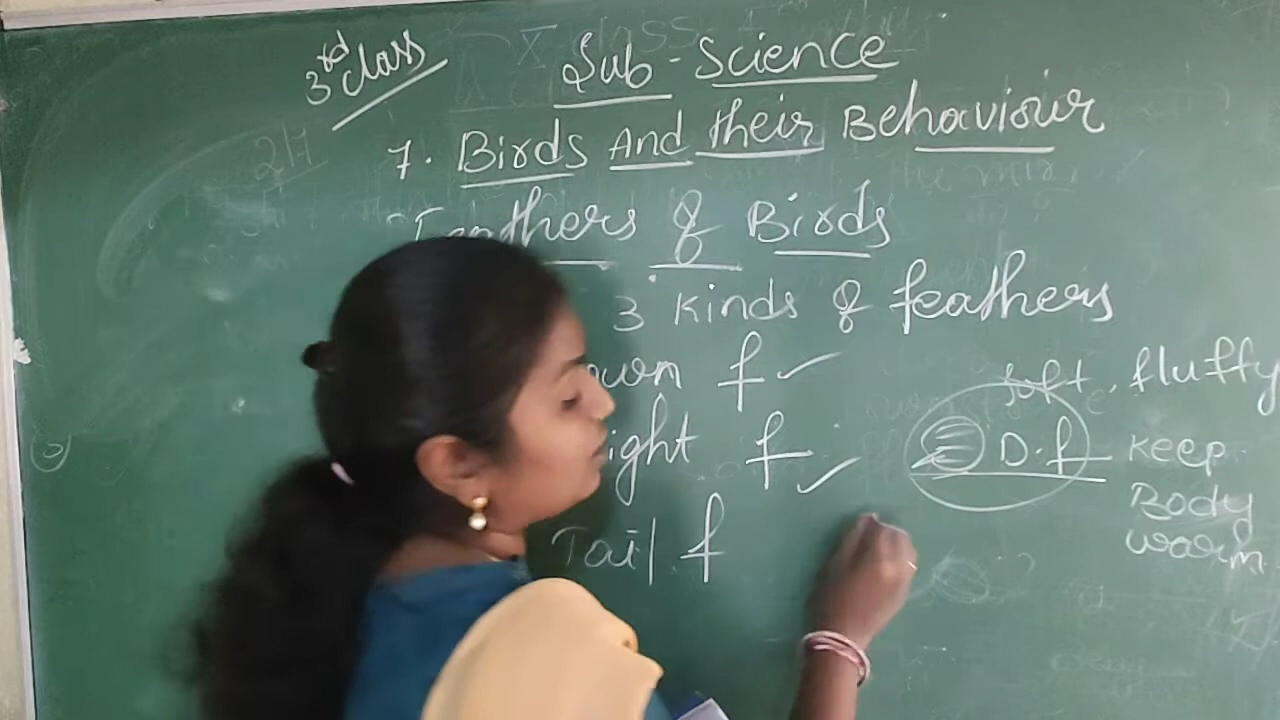 3rd class
Sub - Science
7. Birds And their Behaviour
Feathers of Birds
3 Kinds of feathers
own f ✓
ight f ✓
Tail f
soft, fluffy
D.f keep
Body
warm